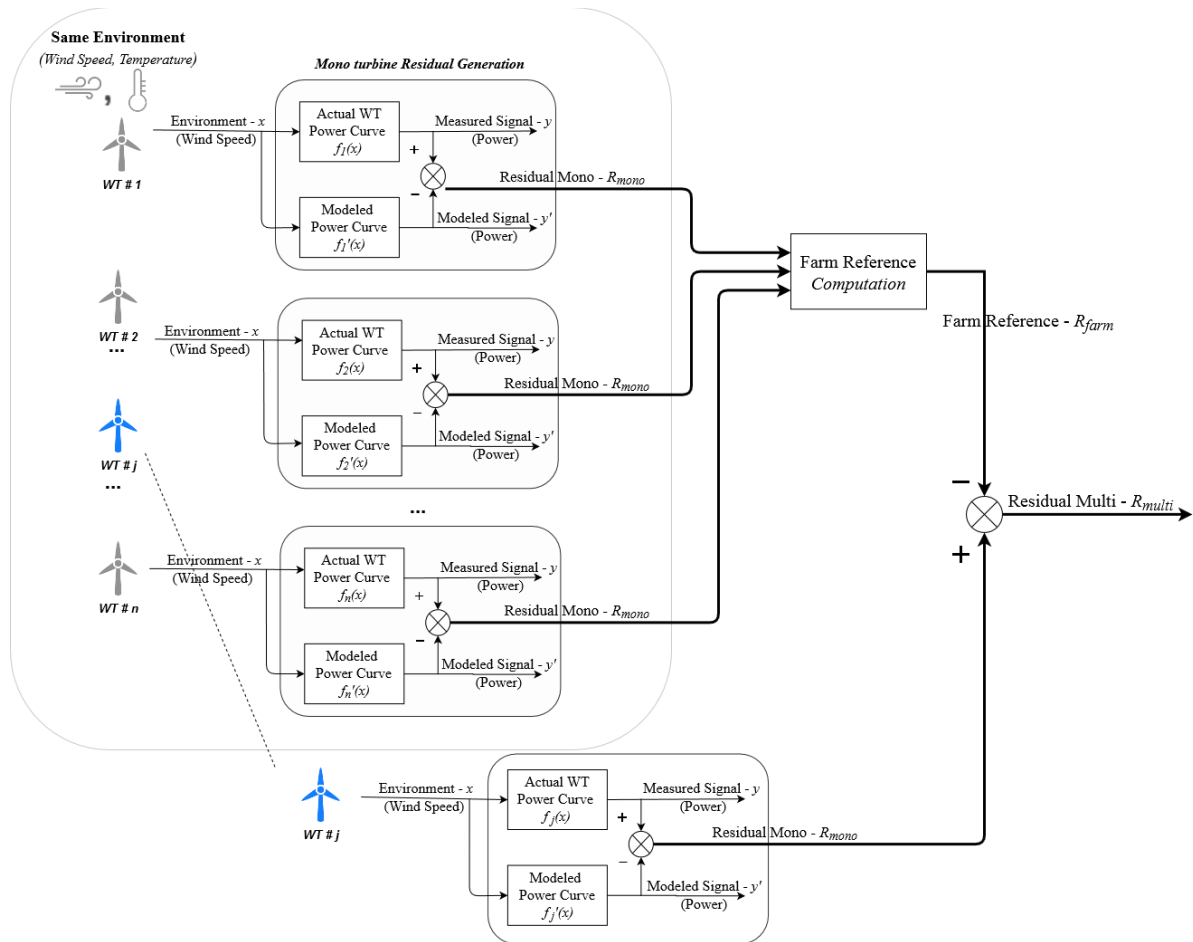 Same Environment
(Wind Speed, Temperature)
,
Mono turbine Residual Generation
WT # 1
Environment - x
(Wind Speed)
Actual WT
Power Curve
f1(x)
Modeled
Power Curve
f1'(x)
+
−
Measured Signal - y
(Power)
Residual Mono - Rmono
Modeled Signal - y'
(Power)
WT # 2
...
Environment - x
(Wind Speed)
Actual WT
Power Curve
f2(x)
Modeled
Power Curve
f2'(x)
+
−
Measured Signal - y
(Power)
Residual Mono - Rmono
Modeled Signal - y'
(Power)
WT # j
...
...
WT # n
Environment - x
(Wind Speed)
Actual WT
Power Curve
fn(x)
Modeled
Power Curve
fn'(x)
+
−
Measured Signal - y
(Power)
Residual Mono - Rmono
Modeled Signal - y'
(Power)
Farm Reference
Computation
Farm Reference - Rfarm
−
+
Residual Multi - Rmulti
WT # j
Environment - x
(Wind Speed)
Actual WT
Power Curve
fj(x)
Modeled
Power Curve
fj'(x)
+
−
Measured Signal - y
(Power)
Residual Mono - Rmono
Modeled Signal - y'
(Power)